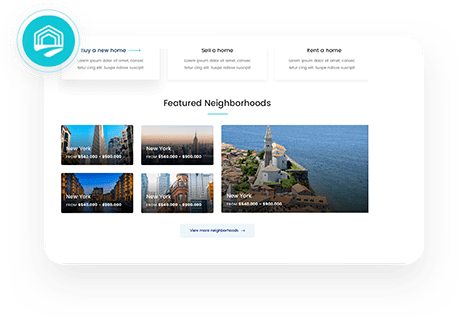 Buy a new home
Sell a home
Rent a home
lorem ipsum dolor sit amet, consec
tetur cing elit. Suspe ndisse suscipit
lorem ipsum dolor sit amet, consec
tetur cing elit. Suspe ndisse suscipit
lorem ipsum dolor sit amet, consec
tetur cing elit. Suspe ndisse suscipit
Featured Neighborhoods
New York
FROM $540.000 - $900.000
New York
FROM $540.000 - $900.000
New York
FROM $540.000 - $900.000
New York
FROM $540.000 - $900.000
New York
FROM $540.000 - $900.000
View more neighborhoods →